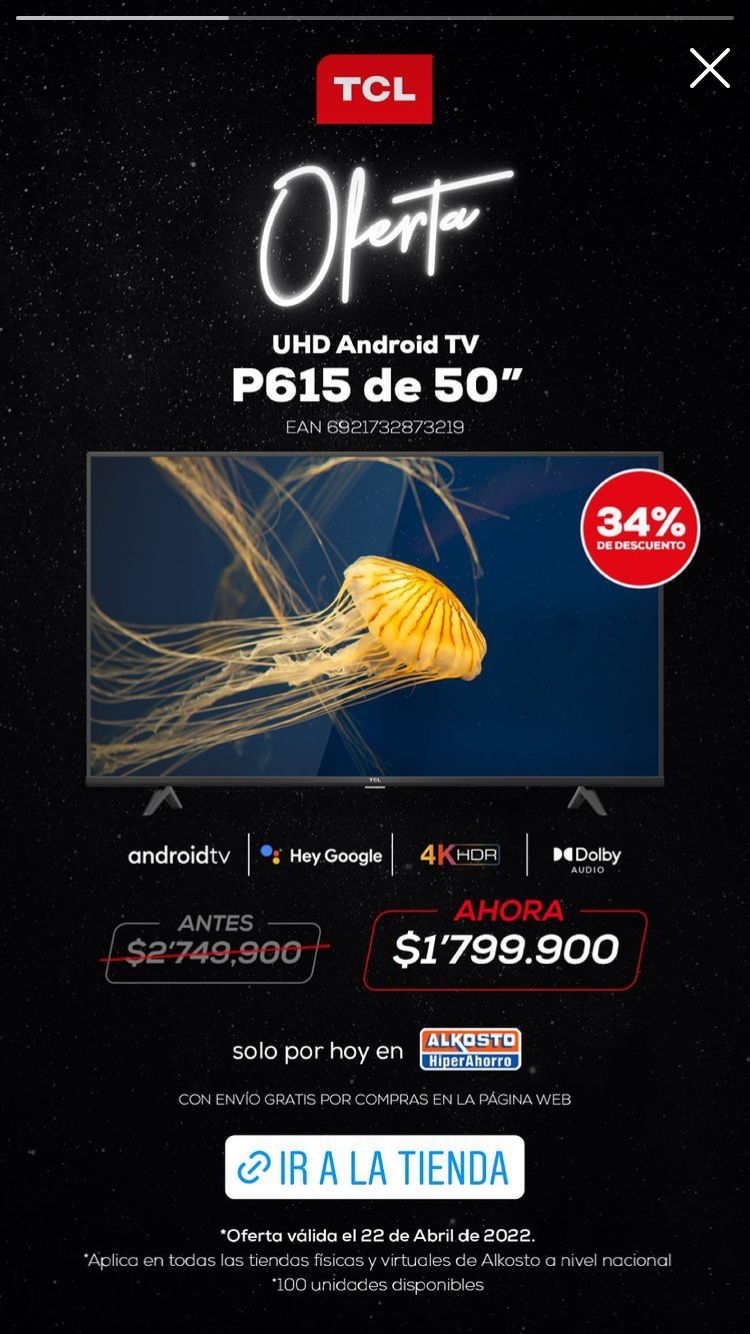 TCL
Oferta
UHD Android TV
P615 de 50"
EAN 6921732873219
34%
DE DESCUENTO
TCL
androidtv
Hey Google
4K HDR
Dolby
AUDIO
ANTES
$2'749,900
AHORA
$1'799.900
solo por hoy en
ALKOSTO
HiperAhorro
CON ENVÍO GRATIS POR COMPRAS EN LA PÁGINA WEB
IR A LA TIENDA
*Oferta válida el 22 de Abril de 2022.
*Aplica en todas las tiendas físicas y virtuales de Alkosto a nivel nacional
*100 unidades disponibles